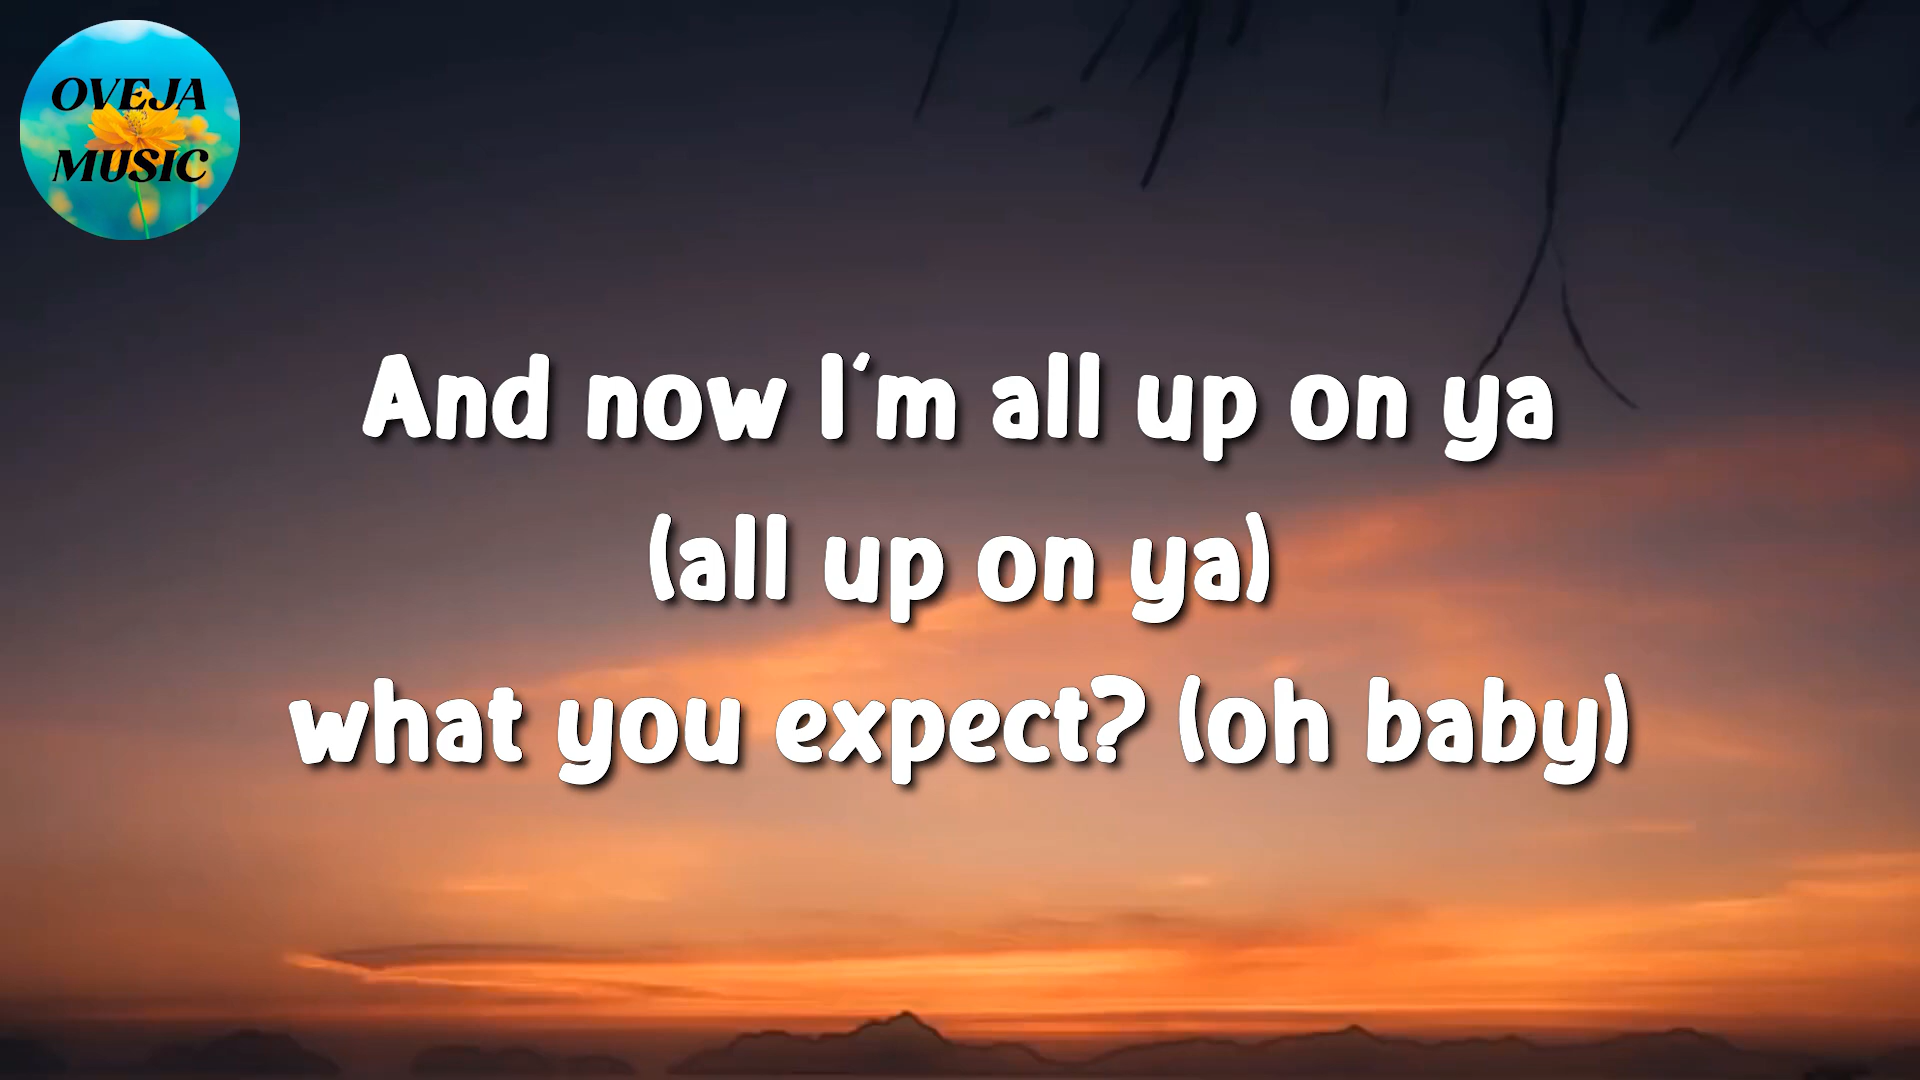 OVEJA
MUSIC
And now I'm all up on ya
(all up on ya)
what you expect? (oh baby)